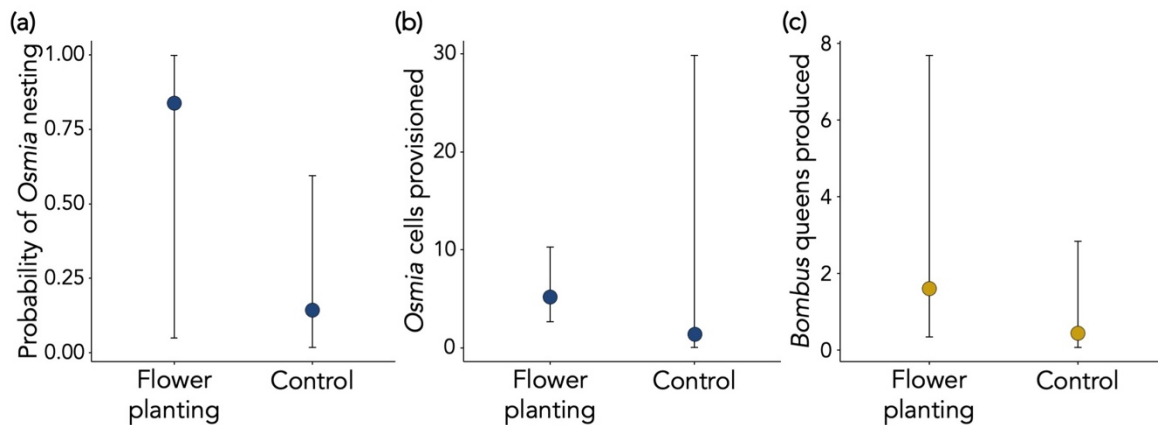 (a)
Probability of Osmia nesting
1.00
0.75
0.50
0.25
0.00
Flower
planting
Control
(b)
Osmia cells provisioned
30
20
10
0
Flower
planting
Control
(c)
Bombus queens produced
8
6
4
2
0
Flower
planting
Control